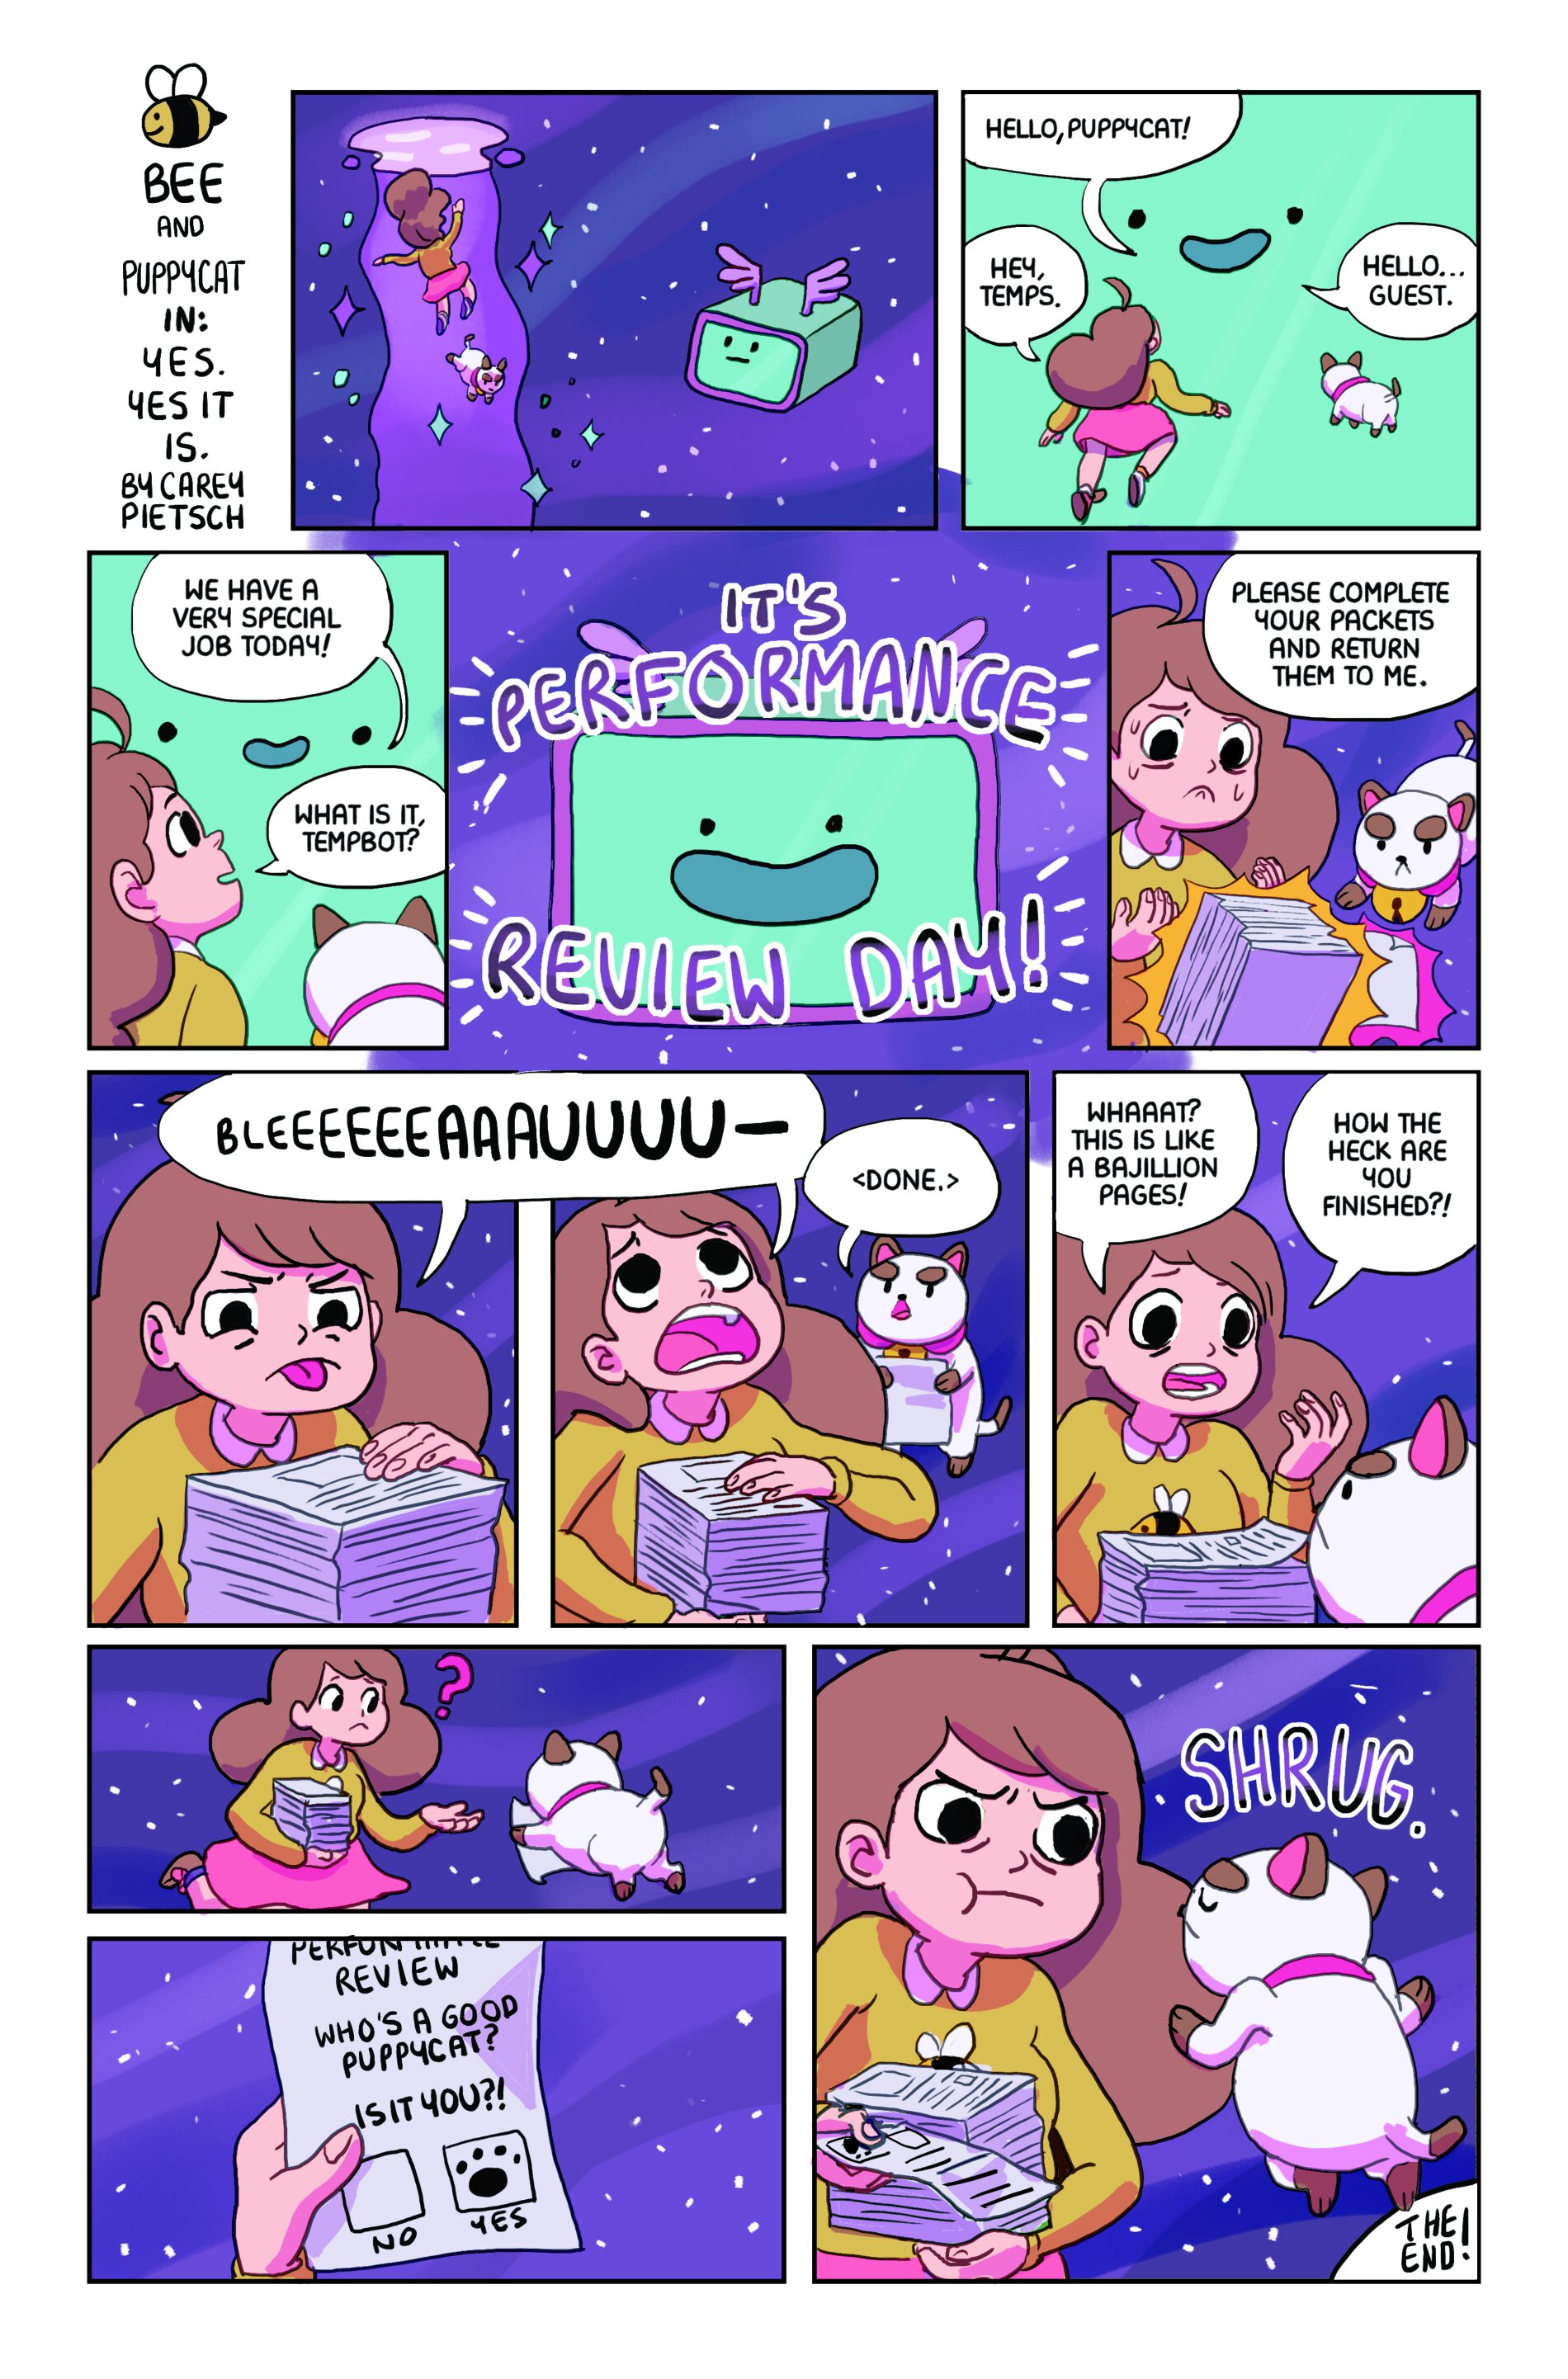 BEE
AND
PUPPYCAT
IN:
YES.
YES IT
IS.
BY CAREY
PIETSCH
HELLO, PUPPYCAT!
HEY,
TEMPS.
HELLO...
GUEST.
WE HAVE A
VERY SPECIAL
JOB TODAY!
WHAT IS IT,
TEMPBOT?
IT'S
PERFORMANCE
REVIEW DAY!
PLEASE COMPLETE
YOUR PACKETS
AND RETURN
THEM TO ME.
BLEEEEEEAAAUUUUU—
<DONE.>
WHAAAT?
THIS IS LIKE
A BAJILLION
PAGES!
HOW THE
HECK ARE
YOU
FINISHED?!
?
PERFORMANCE
REVIEW
WHO'S A GOOD
PUPPYCAT?
IS IT YOU?!
NO
YES
SHRUG.
THE
END!